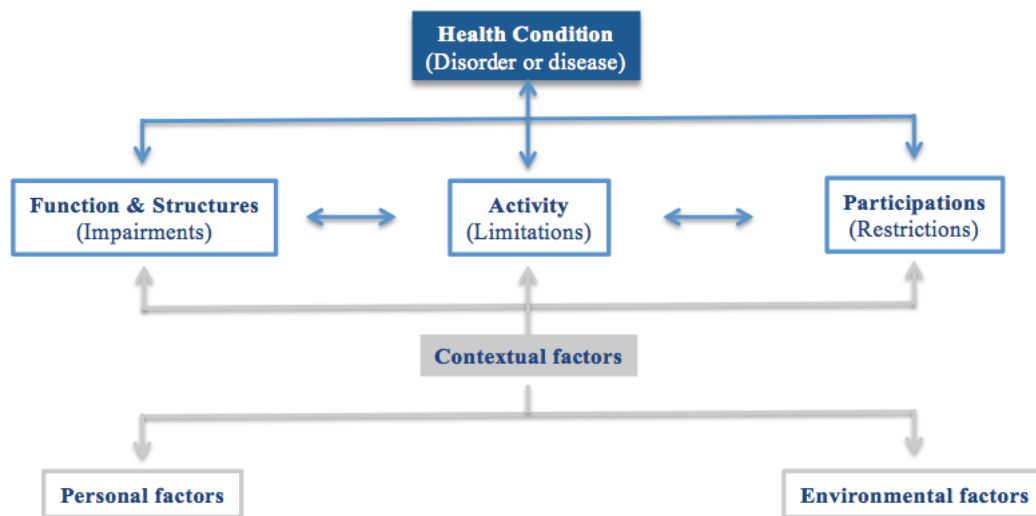 Health Condition
(Disorder or disease)
Function & Structures
(Impairments)
Activity
(Limitations)
Participations
(Restrictions)
Contextual factors
Personal factors
Environmental factors